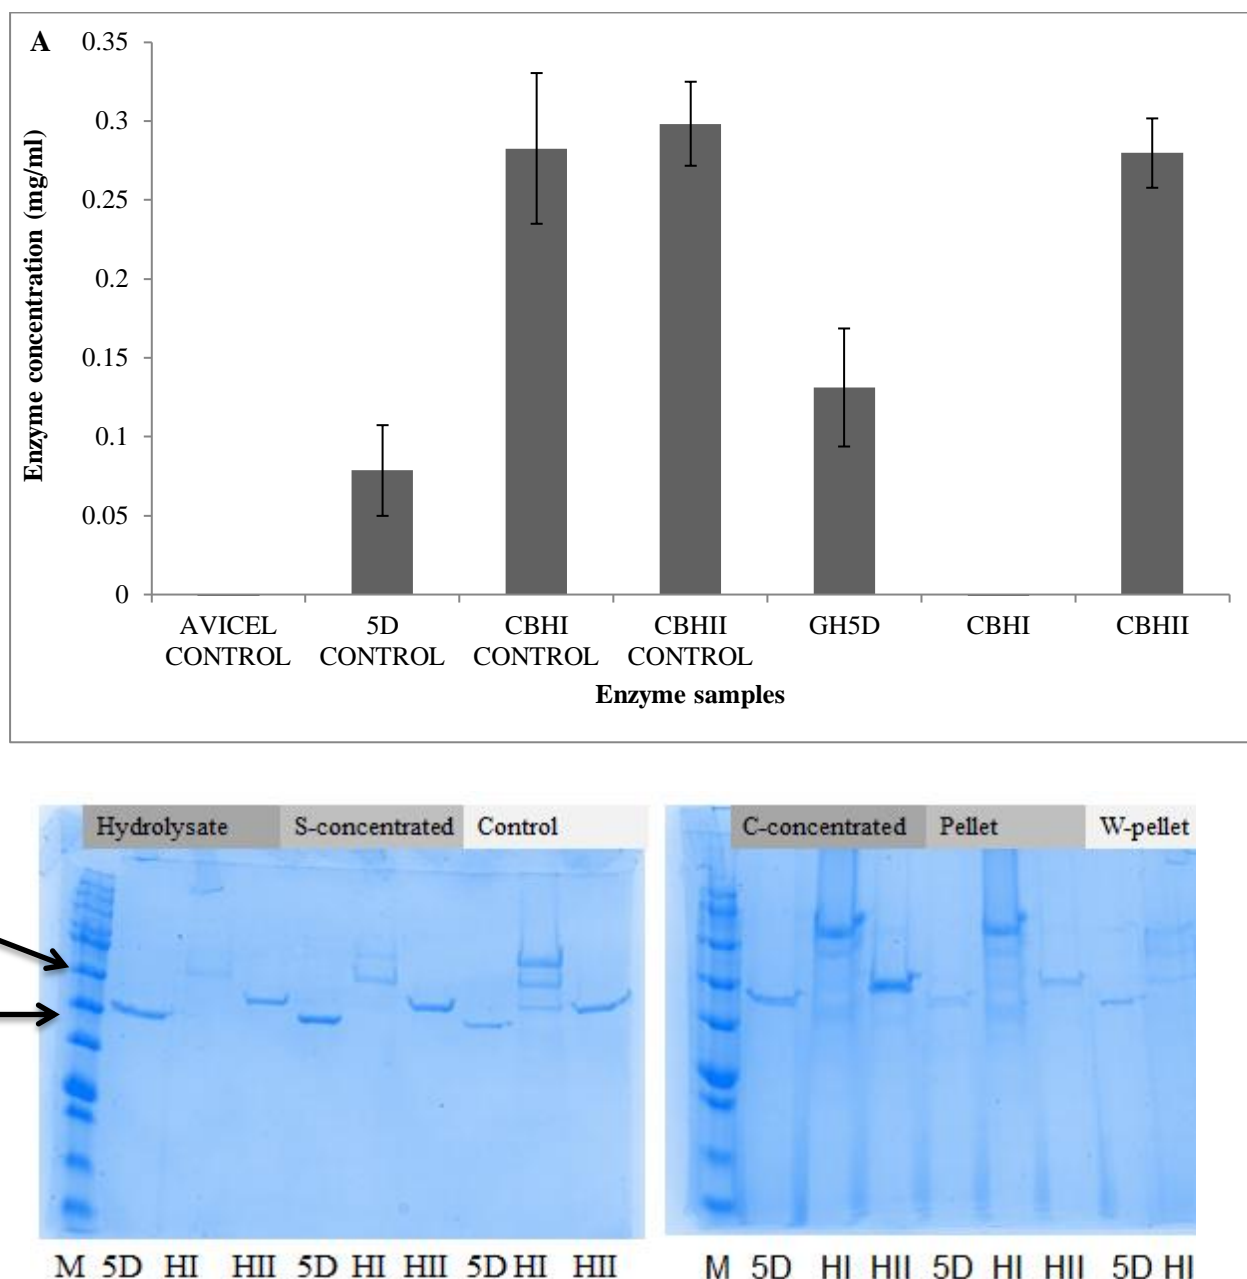 A
0.35
0.3
0.25
0.2
0.15
0.1
0.05
0
Enzyme concentration (mg/ml)
AVICEL CONTROL
5D CONTROL
CBHI CONTROL
CBHII CONTROL
GH5D
CBHI
CBHII
Enzyme samples
Hydrolysate S-concentrated Control
C-concentrated Pellet W-pellet
M 5D HI HII 5D HI HII 5D HI HII
M 5D HI HII 5D HI HII 5D HI